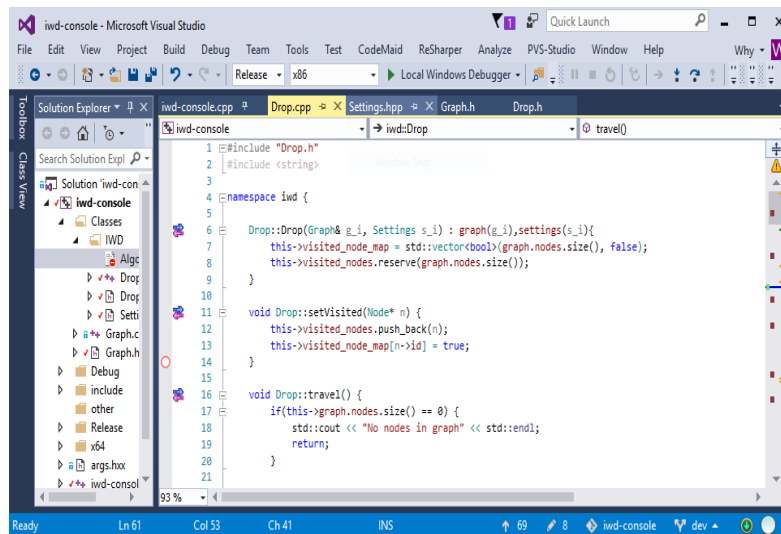 iwd-console - Microsoft Visual Studio
1
Quick Launch
File Edit View Project Build Debug Team Tools Test CodeMaid ReSharper Analyze PVS-Studio Window Help Why
Release x86 Local Windows Debugger
Toolbox
Class View
Solution Explorer
Search Solution Expl
Solution 'iwd-con
iwd-console
Classes
IWD
Algo
Drop
Drop
Setti
Graph.c
Graph.h
Debug
include
other
Release
x64
args.hxx
iwd-consol
iwd-console.cpp Drop.cpp Settings.hpp Graph.h Drop.h
iwd-console iwd::Drop travel()
1 #include "Drop.h"
2 #include <string>
3
4 namespace iwd {
5
6 Drop::Drop(Graph& g_i, Settings s_i) : graph(g_i),settings(s_i){
7 this->visited_node_map = std::vector<bool>(graph.nodes.size(), false);
8 this->visited_nodes.reserve(graph.nodes.size());
9 }
10
11 void Drop::setVisited(Node* n) {
12 this->visited_nodes.push_back(n);
13 this->visited_node_map[n->id] = true;
14 }
15
16 void Drop::travel() {
17 if(this->graph.nodes.size() == 0) {
18 std::cout << "No nodes in graph" << std::endl;
19 return;
20 }
21
93 %
Ready Ln 61 Col 53 Ch 41 INS 69 8 iwd-console dev